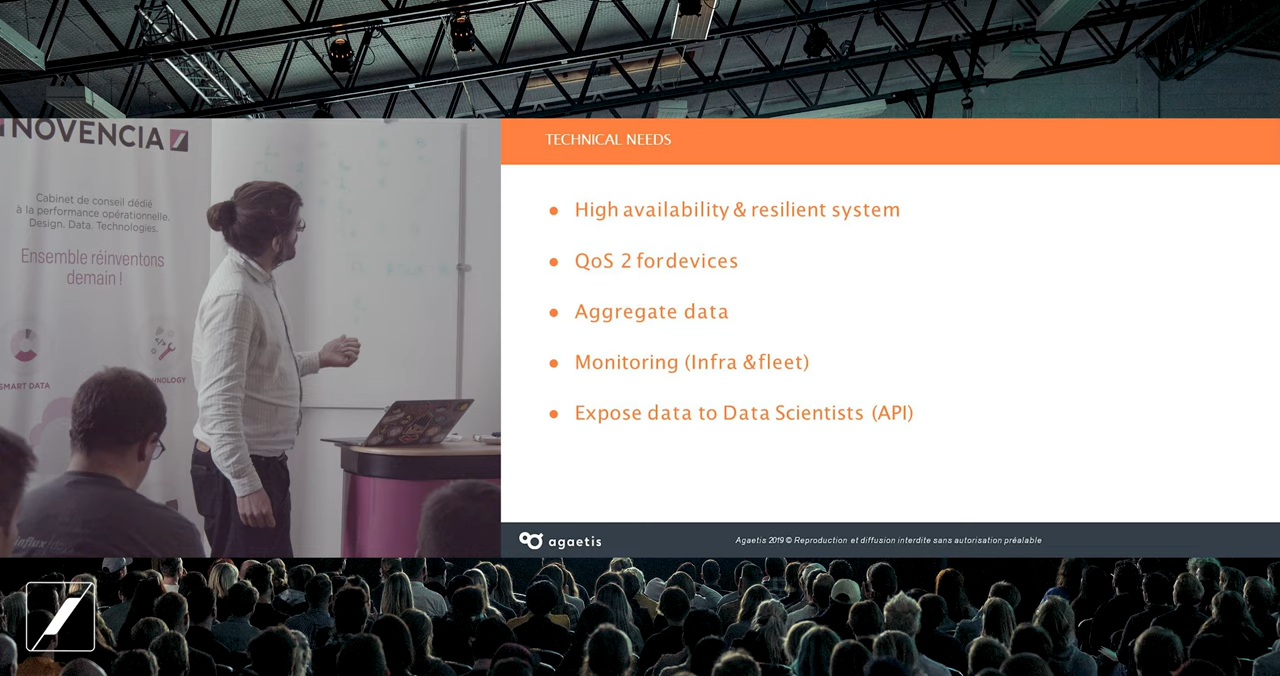 NOVENCIA
Cabinet de conseil dédié
à la performance opérationnelle.
Design. Data. Technologies.
Ensemble réinventons
demain !
SMART DATA
TECHNICAL NEEDS
● High availability & resilient system
● QoS 2 for devices
● Aggregate data
● Monitoring (Infra & fleet)
● Expose data to Data Scientists (API)
agaetis
Agaetis 2019 © Reproduction et diffusion interdite sans autorisation préalable